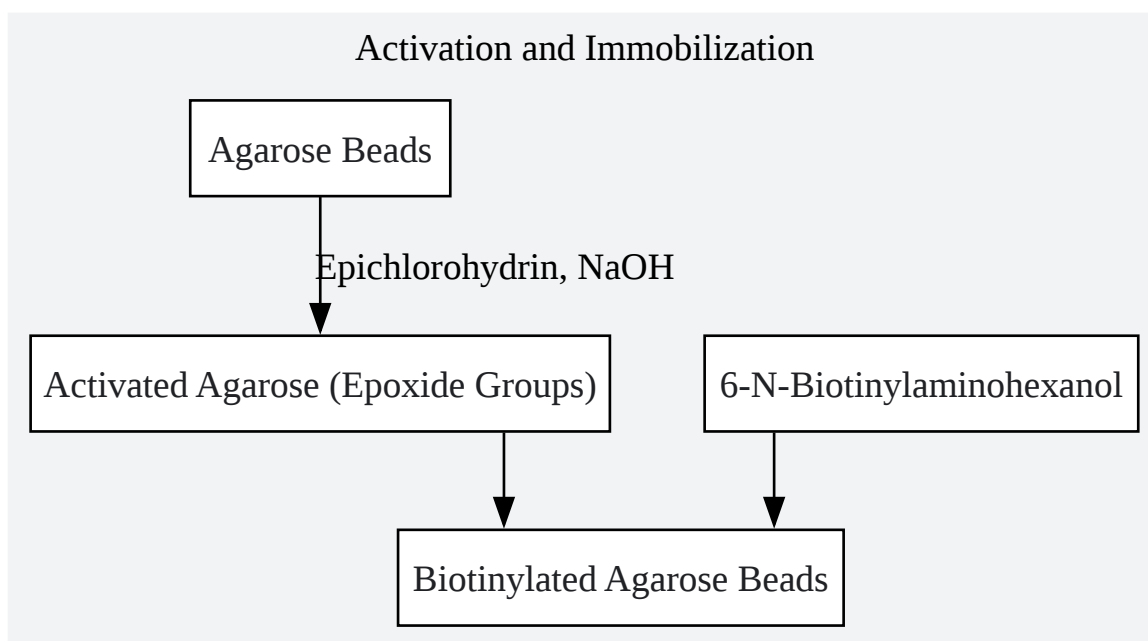 Activation and Immobilization
Agarose Beads
Epichlorohydrin, NaOH
Activated Agarose (Epoxide Groups)
6-N-Biotinylaminohexanol
Biotinylated Agarose Beads